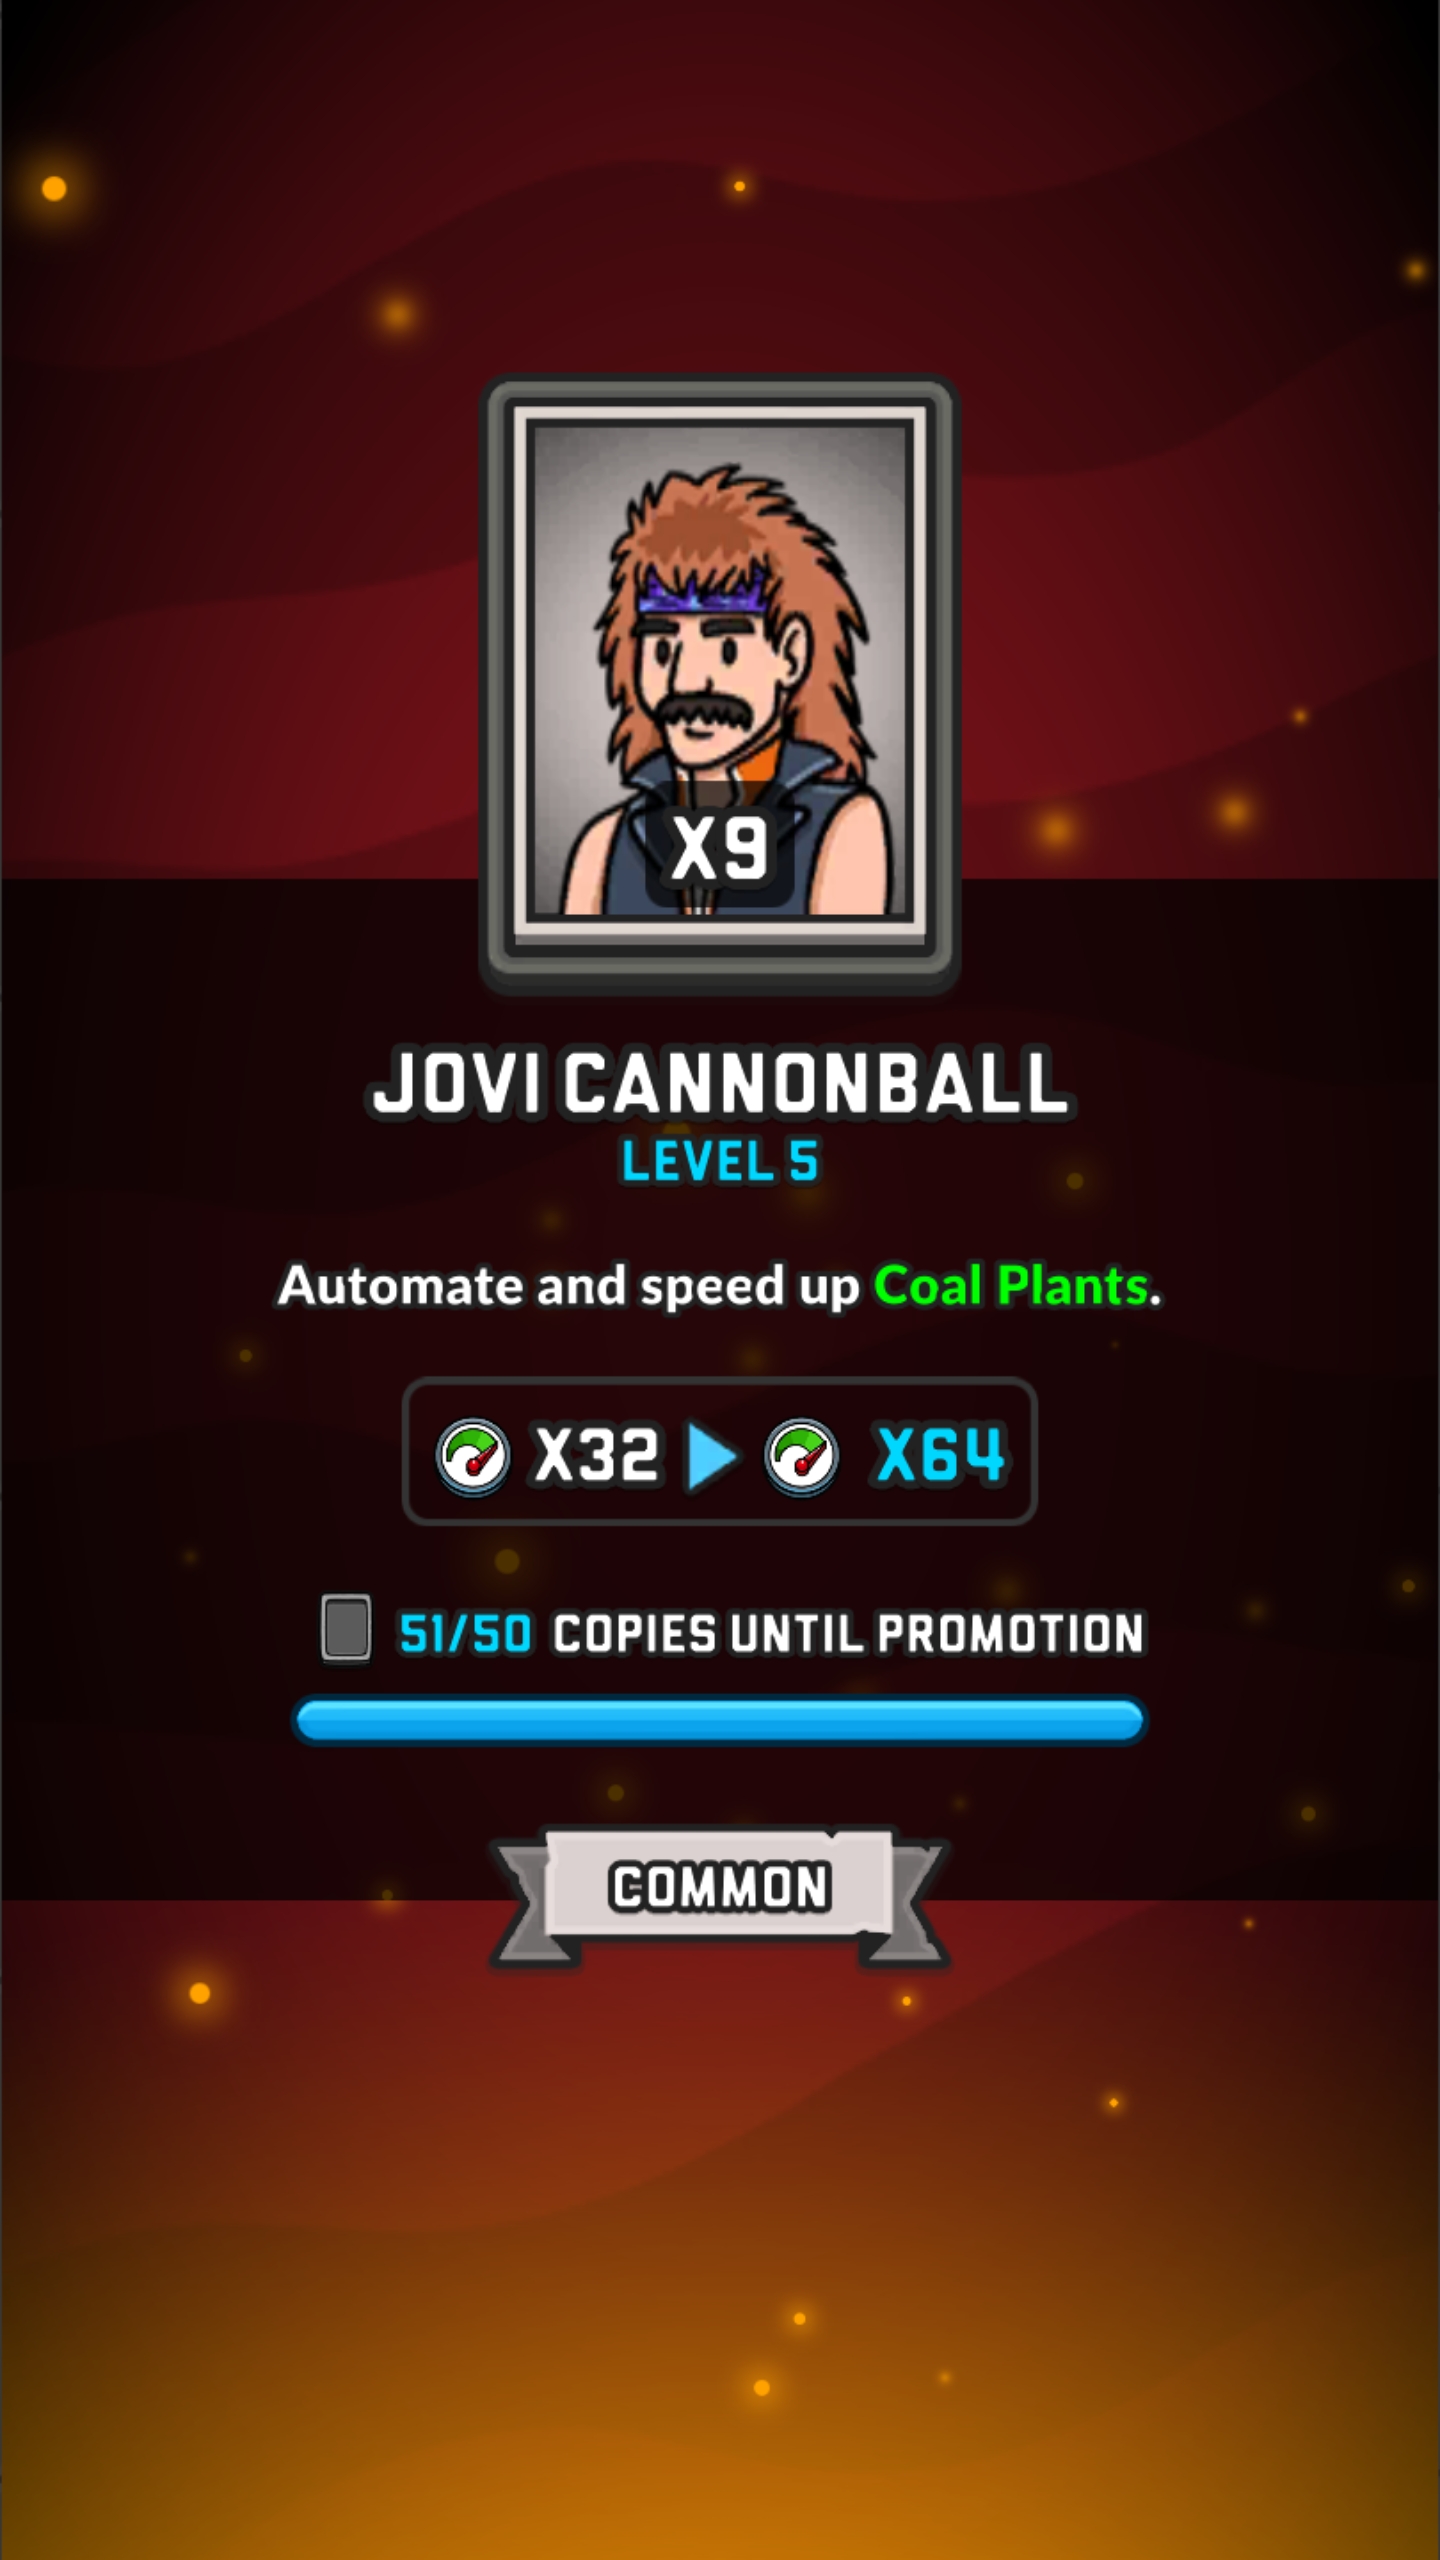 X9
JOVI CANNONBALL
LEVEL 5
Automate and speed up Coal Plants.
X32 X64
51/50 COPIES UNTIL PROMOTION
COMMON